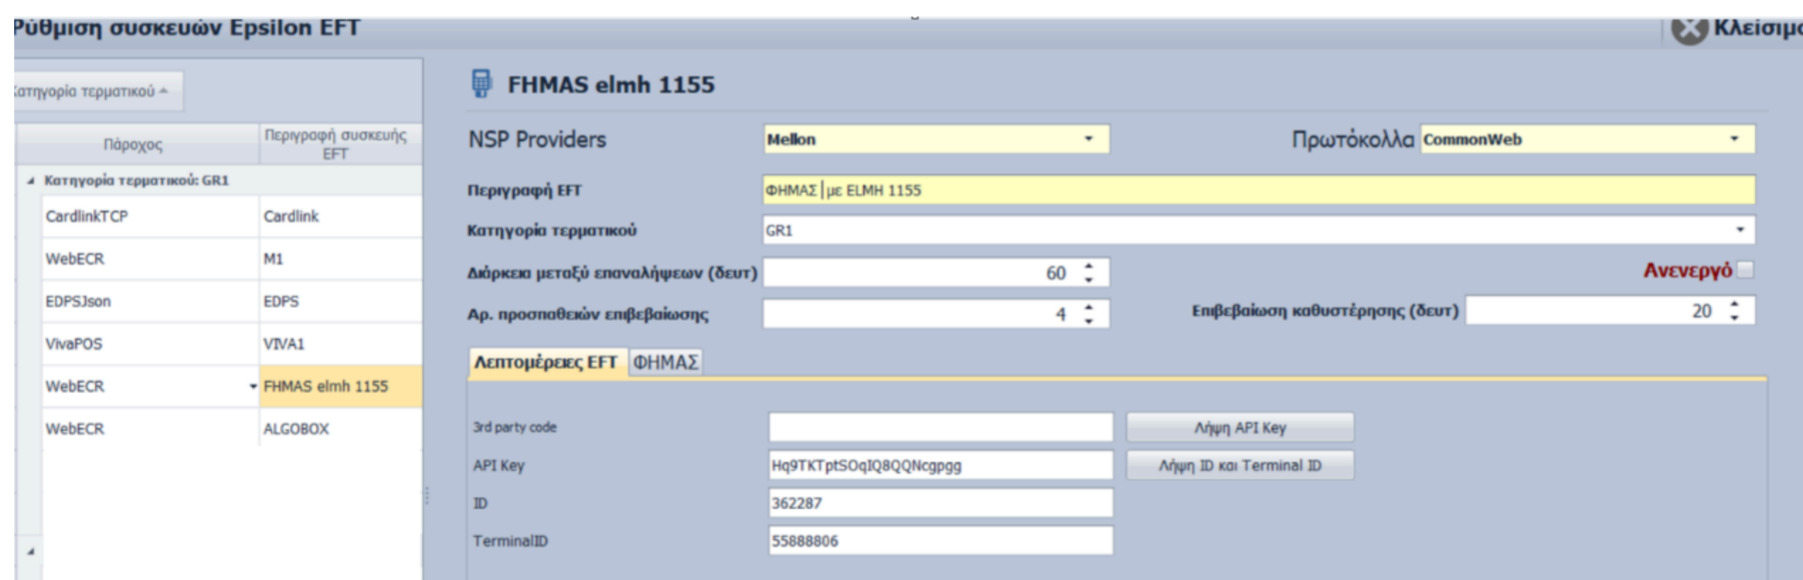 Ρύθμιση συσκευών Epsilon EFT
Κλείσιμο
Κατηγορία τερματικού
Πάροχος
Περιγραφή συσκευής EFT
Κατηγορία τερματικού: GR1
CardlinkTCP Cardlink
WebECR M1
EDPSJson EDPS
VivaPOS VIVA1
WebECR FHMAS elmh 1155
WebECR ALGOBOX
FHMAS elmh 1155
NSP Providers Mellon Πρωτόκολλα CommonWeb
Περιγραφή EFT ΦΗΜΑΣ με ELMH 1155
Κατηγορία τερματικού GR1
Διάρκεια μεταξύ επαναλήψεων (δευτ) 60 Ανενεργό
Αρ. προσπαθειών επιβεβαίωσης 4 Επιβεβαίωση καθυστέρησης (δευτ) 20
Λεπτομέρειες EFT ΦΗΜΑΣ
3rd party code Λήψη API Key
API Key Hq9TKTptSOqIQ8QQNcgpgg Λήψη ID και Terminal ID
ID 362287
TerminalID 55888806